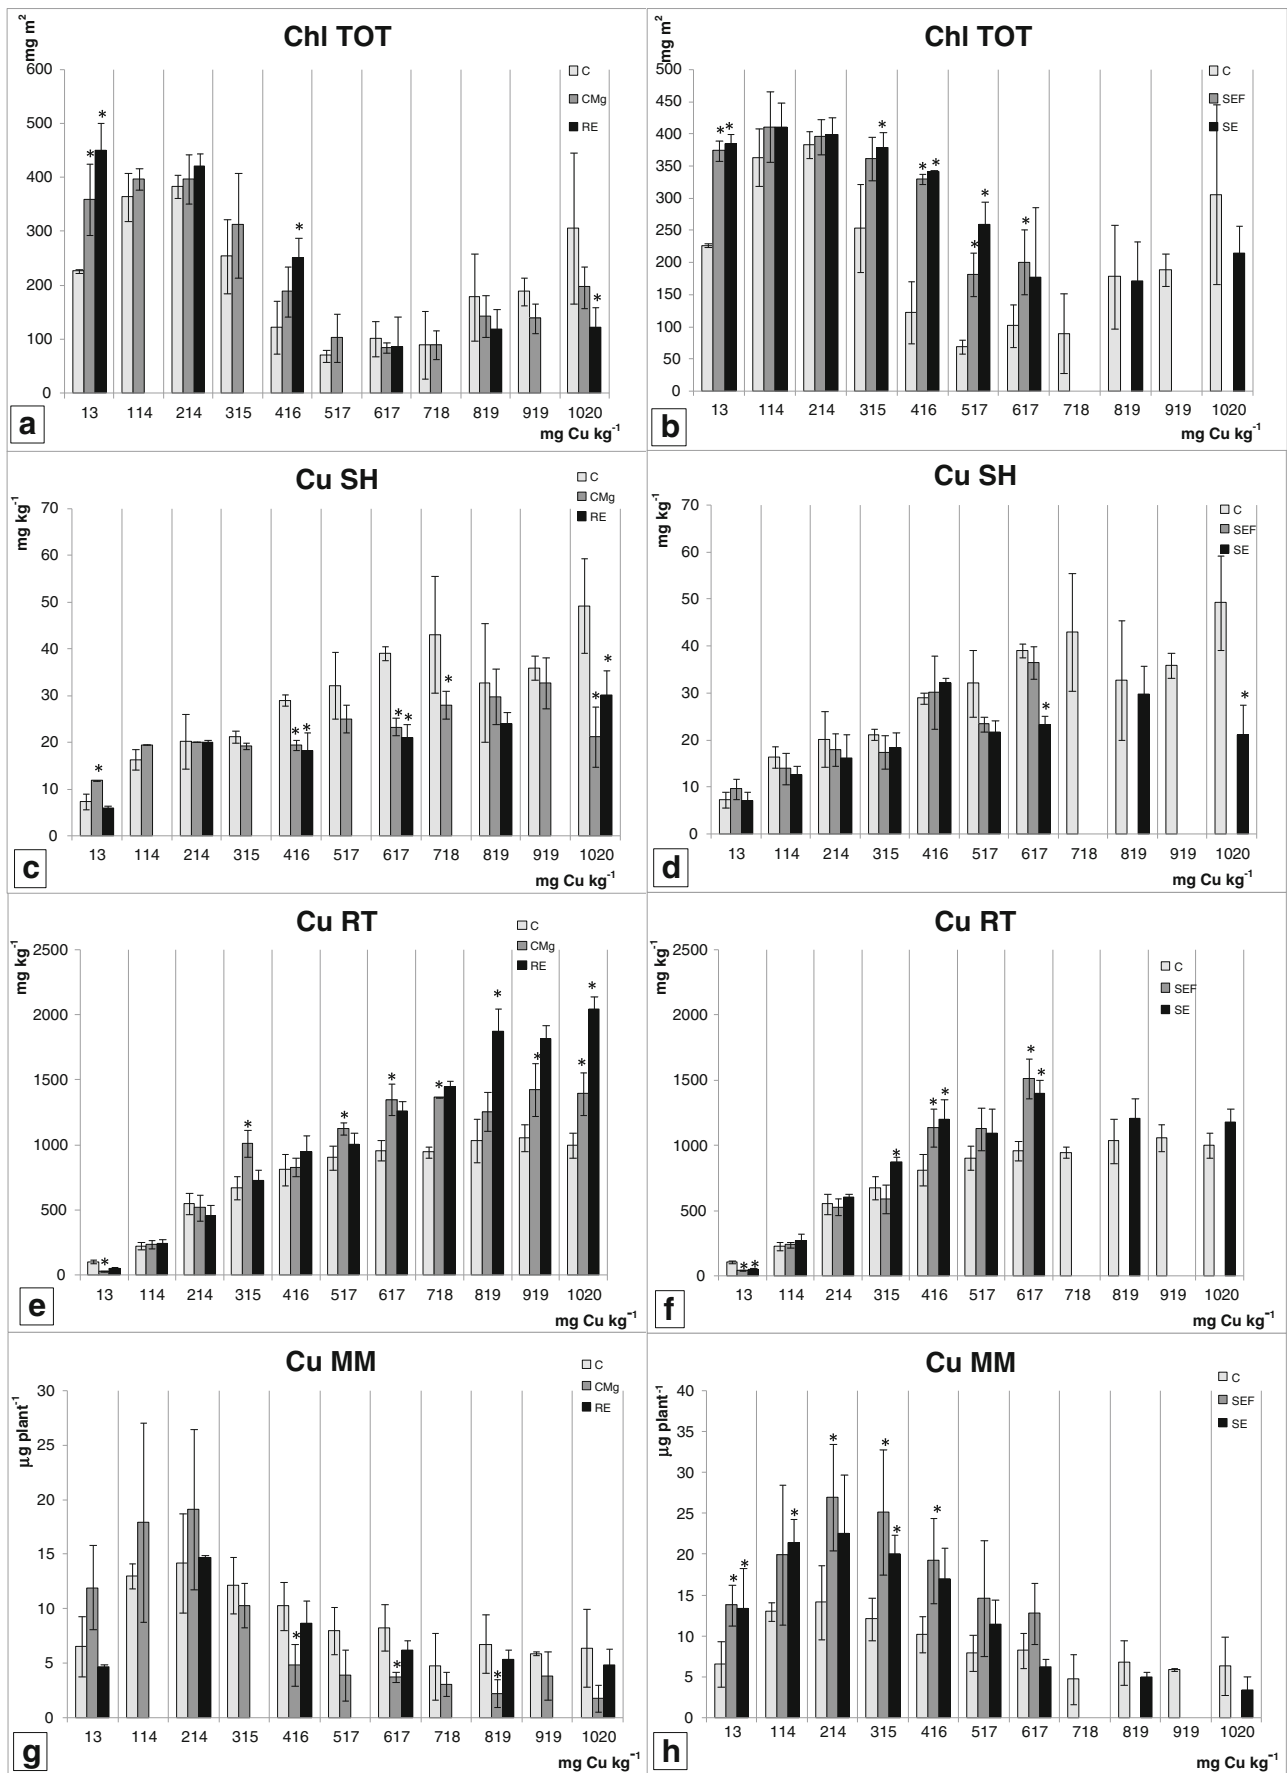 Chl TOT
mg m²
C
CMg
RE
600
500
400
300
200
100
0
* * * *
13 114 214 315 416 517 617 718 819 919 1020
mg Cu kg⁻¹
a
Chl TOT
mg m²
C
SEF
SE
500
450
400
350
300
250
200
150
100
50
0
* * * * * * * *
13 114 214 315 416 517 617 718 819 919 1020
mg Cu kg⁻¹
b
Cu SH
mg kg⁻¹
C
CMg
RE
70
60
50
40
30
20
10
0
* * * * * * * *
13 114 214 315 416 517 617 718 819 919 1020
mg Cu kg⁻¹
c
Cu SH
mg kg⁻¹
C
SEF
SE
70
60
50
40
30
20
10
0
* *
13 114 214 315 416 517 617 718 819 919 1020
mg Cu kg⁻¹
d
Cu RT
mg kg⁻¹
C
CMg
RE
2500
2000
1500
1000
500
0
* * * * * * * * *
13 114 214 315 416 517 617 718 819 919 1020
mg Cu kg⁻¹
e
Cu RT
mg kg⁻¹
C
SEF
SE
2500
2000
1500
1000
500
0
* * * * * * *
13 114 214 315 416 517 617 718 819 919 1020
mg Cu kg⁻¹
f
Cu MM
µg plant⁻¹
C
CMg
RE
30
25
20
15
10
5
0
* * *
13 114 214 315 416 517 617 718 819 919 1020
mg Cu kg⁻¹
g
Cu MM
µg plant⁻¹
C
SEF
SE
40
35
30
25
20
15
10
5
0
* * * * * * *
13 114 214 315 416 517 617 718 819 919 1020
mg Cu kg⁻¹
h